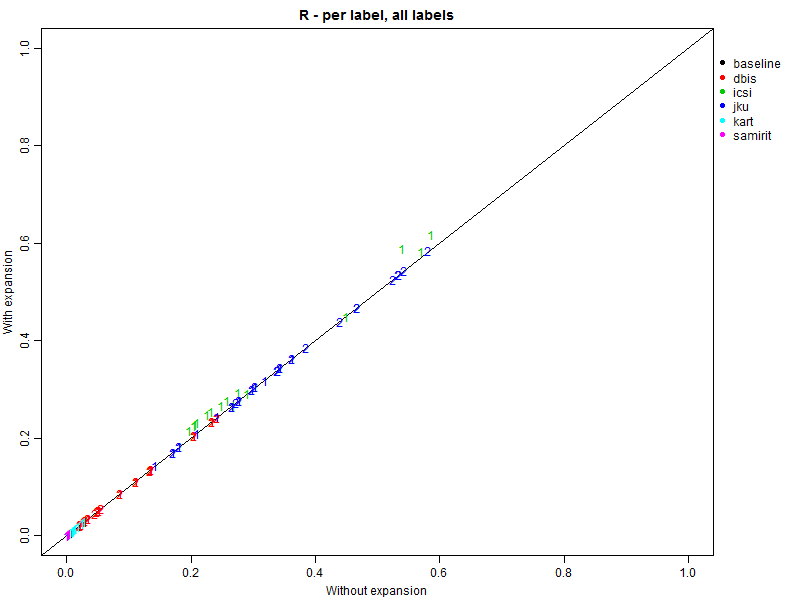 R - per label, all labels
1.0
0.8
0.6
0.4
0.2
0.0
With expansion
0.0 0.2 0.4 0.6 0.8 1.0
Without expansion
baseline
dbis
icsi
jku
kart
samirit